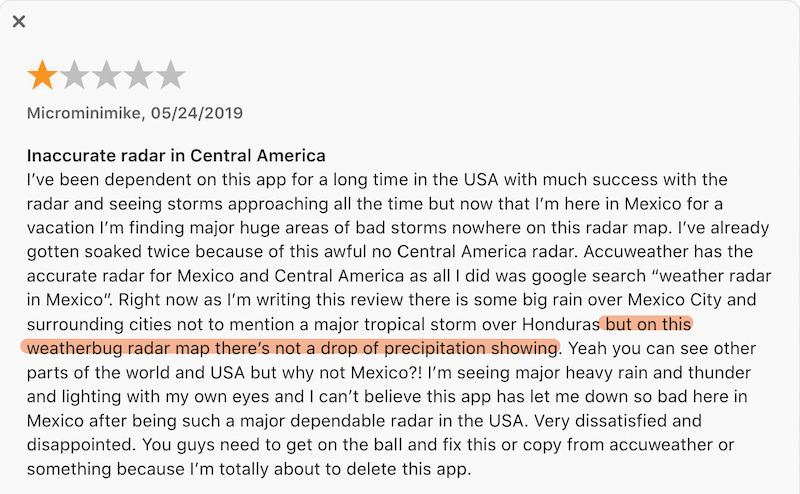 Microminimike, 05/24/2019
Inaccurate radar in Central America
I’ve been dependent on this app for a long time in the USA with much success with the
radar and seeing storms approaching all the time but now that I’m here in Mexico for a
vacation I’m finding major huge areas of bad storms nowhere on this radar map. I’ve already
gotten soaked twice because of this awful no Central America radar. Accuweather has the
accurate radar for Mexico and Central America as all I did was google search “weather radar
in Mexico”. Right now as I’m writing this review there is some big rain over Mexico City and
surrounding cities not to mention a major tropical storm over Honduras but on this
weatherbug radar map there’s not a drop of precipitation showing. Yeah you can see other
parts of the world and USA but why not Mexico?! I’m seeing major heavy rain and thunder
and lighting with my own eyes and I can’t believe this app has let me down so bad here in
Mexico after being such a major dependable radar in the USA. Very dissatisfied and
disappointed. You guys need to get on the ball and fix this or copy from accuweather or
something because I’m totally about to delete this app.